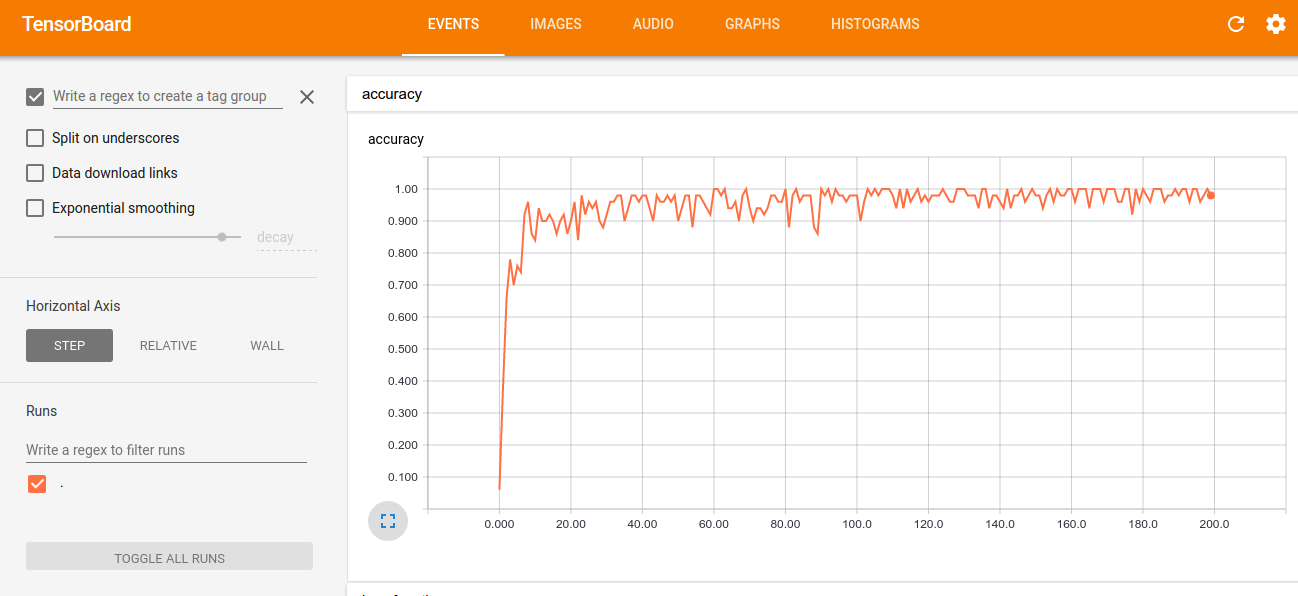 TensorBoard
EVENTS IMAGES AUDIO GRAPHS HISTOGRAMS
Write a regex to create a tag group
Split on underscores
Data download links
Exponential smoothing
decay
Horizontal Axis
STEP RELATIVE WALL
Runs
Write a regex to filter runs
.
TOGGLE ALL RUNS
accuracy
accuracy
1.00
0.900
0.800
0.700
0.600
0.500
0.400
0.300
0.200
0.100
0.000 20.00 40.00 60.00 80.00 100.0 120.0 140.0 160.0 180.0 200.0